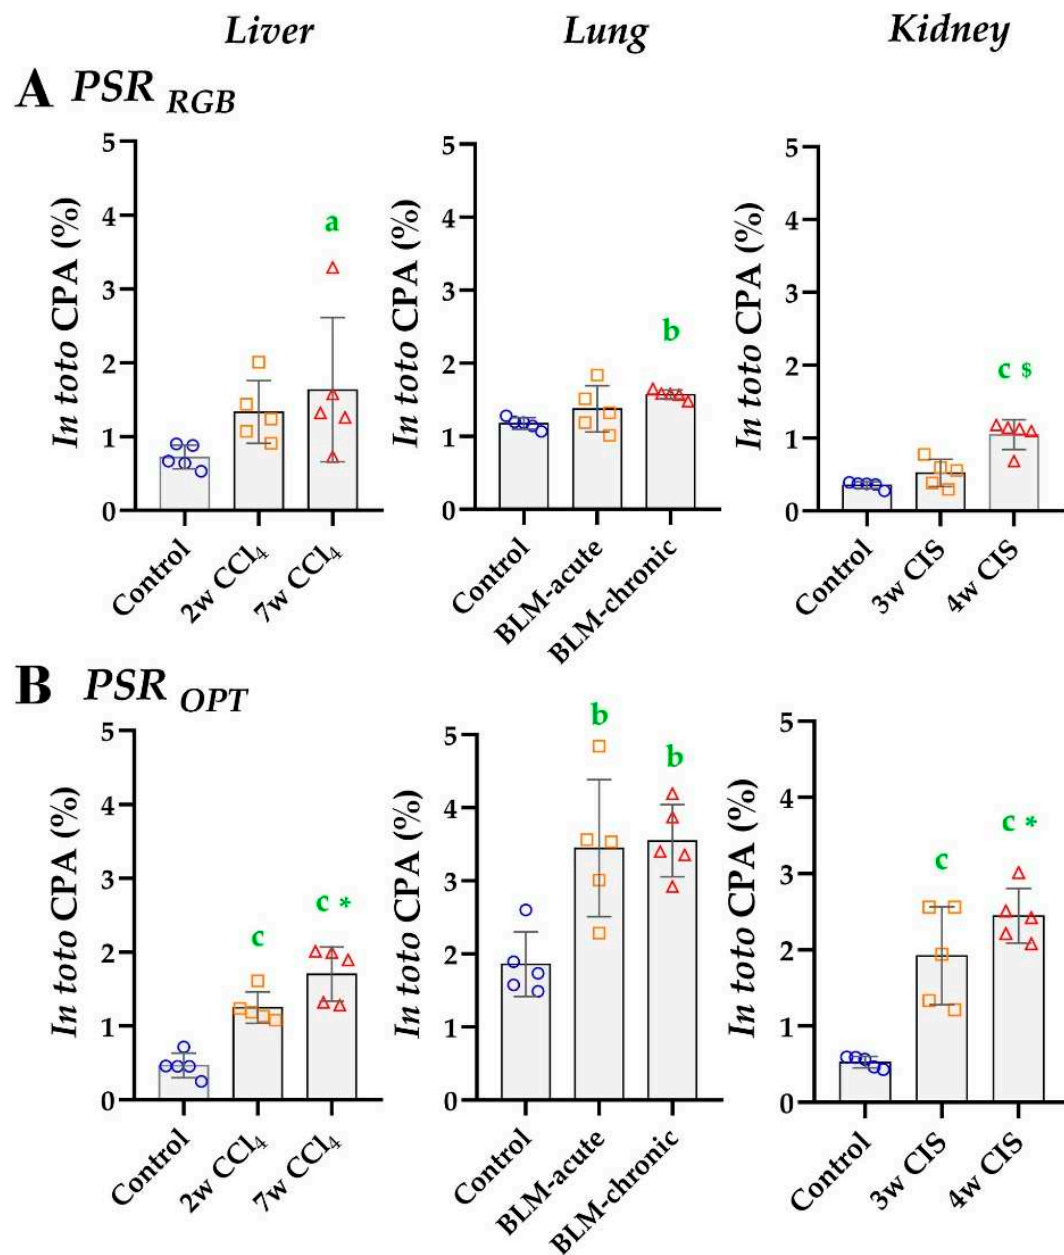 Liver Lung Kidney
A PSR RGB
In toto CPA (%)
5
4
3
2
1
0
a
Control
2w CCl4
7w CCl4
In toto CPA (%)
5
4
3
2
1
0
b
Control
BLM-acute
BLM-chronic
In toto CPA (%)
5
4
3
2
1
0
c $
Control
3w CIS
4w CIS
B PSR OPT
In toto CPA (%)
5
4
3
2
1
0
c
c *
Control
2w CCl4
7w CCl4
In toto CPA (%)
5
4
3
2
1
0
b
b
Control
BLM-acute
BLM-chronic
In toto CPA (%)
5
4
3
2
1
0
c
c *
Control
3w CIS
4w CIS